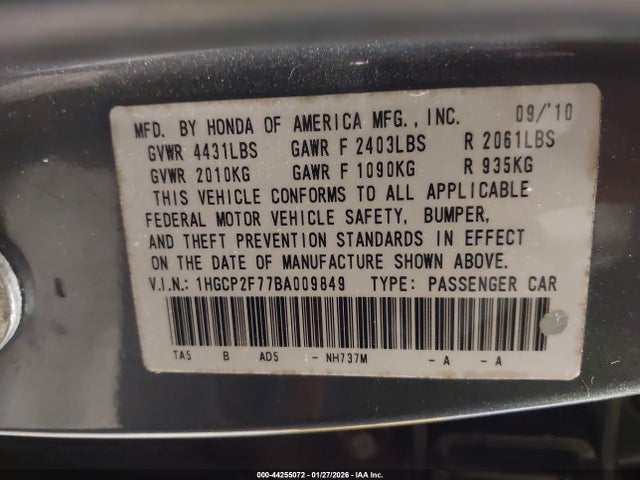 MFD. BY HONDA OF AMERICA MFG., INC. 09/'10
GVWR 4431LBS GAWR F 2403LBS R 2061LBS
GVWR 2010KG GAWR F 1090KG R 935KG
THIS VEHICLE CONFORMS TO ALL APPLICABLE
FEDERAL MOTOR VEHICLE SAFETY, BUMPER,
AND THEFT PREVENTION STANDARDS IN EFFECT
ON THE DATE OF MANUFACTURE SHOWN ABOVE.
V.I.N.: 1HGCP2F77BA009849 TYPE: PASSENGER CAR
TA5 B AD5 - NH737M - A - A
000-44255072 - 01/27/2026 - IAA Inc.